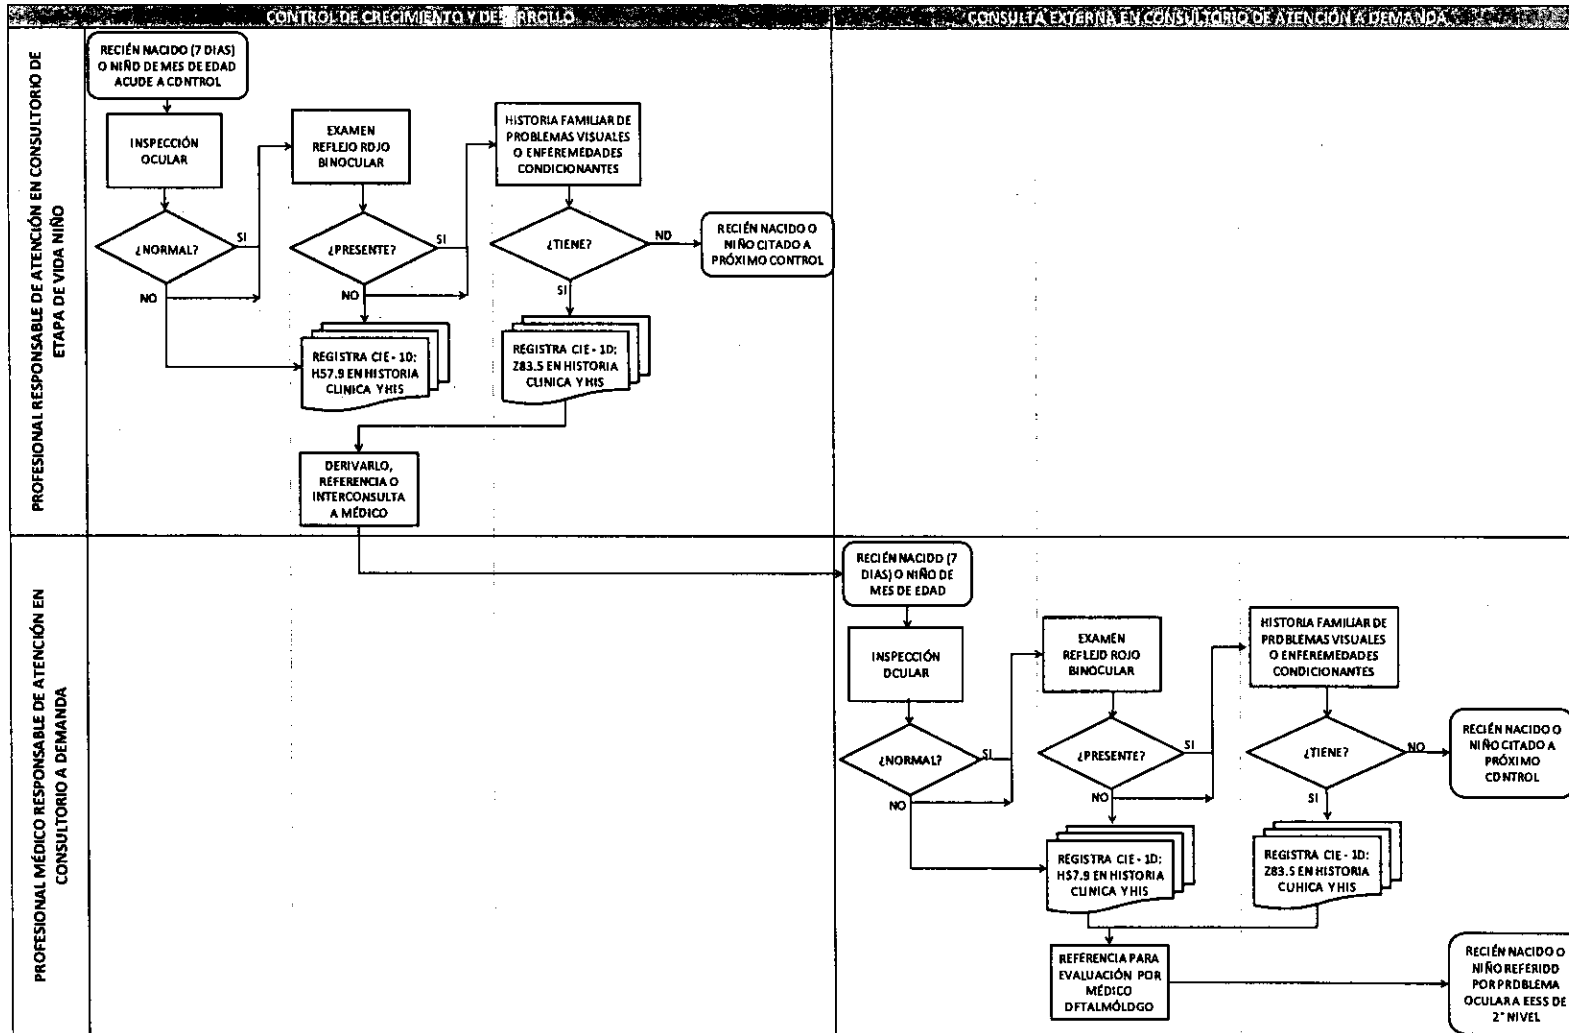 CONTROL DE CRECIMIENTO Y DESARROLLO
CONSULTA EXTERNA EN CONSULTORIO DE ATENCIÓN A DEMANDA
PROFESIONAL RESPONSABLE DE ATENCIÓN EN CONSULTORIO DE
ETAPA DE VIDA NIÑO
RECIÉN NACIDO (7 DIAS)
O NIÑO DE MES DE EDAD
ACUDE A CONTROL
INSPECCIÓN
OCULAR
¿NORMAL?
SI
NO
EXAMEN
REFLEJO ROJO
BINOCULAR
¿PRESENTE?
SI
NO
REGISTRA CIE - 10:
H57.9 EN HISTORIA
CLINICA Y HIS
HISTORIA FAMILIAR DE
PROBLEMAS VISUALES
O ENFEREMEDADES
CONDICIONANTES
¿TIENE?
NO
SI
RECIÉN NACIDO O
NIÑO CITADO A
PRÓXIMO CONTROL
REGISTRA CIE - 10:
Z83.5 EN HISTORIA
CLINICA Y HIS
DERIVARLO,
REFERENCIA O
INTERCONSULTA
A MÉDICO
PROFESIONAL MÉDICO RESPONSABLE DE ATENCIÓN EN
CONSULTORIO A DEMANDA
RECIÉN NACIDO (7
DIAS) O NIÑO DE
MES DE EDAD
INSPECCIÓN
OCULAR
¿NORMAL?
SI
NO
EXAMEN
REFLEJO ROJO
BINOCULAR
¿PRESENTE?
SI
NO
REGISTRA CIE - 10:
H57.9 EN HISTORIA
CLINICA Y HIS
HISTORIA FAMILIAR DE
PROBLEMAS VISUALES
O ENFEREMEDADES
CONDICIONANTES
¿TIENE?
NO
SI
RECIÉN NACIDO O
NIÑO CITADO A
PRÓXIMO
CONTROL
REGISTRA CIE - 10:
Z83.5 EN HISTORIA
CLINICA Y HIS
REFERENCIA PARA
EVALUACIÓN POR
MÉDICO
OFTALMÓLOGO
RECIÉN NACIDO O
NIÑO REFERIDO
POR PROBLEMA
OCULAR A EESS DE
2° NIVEL